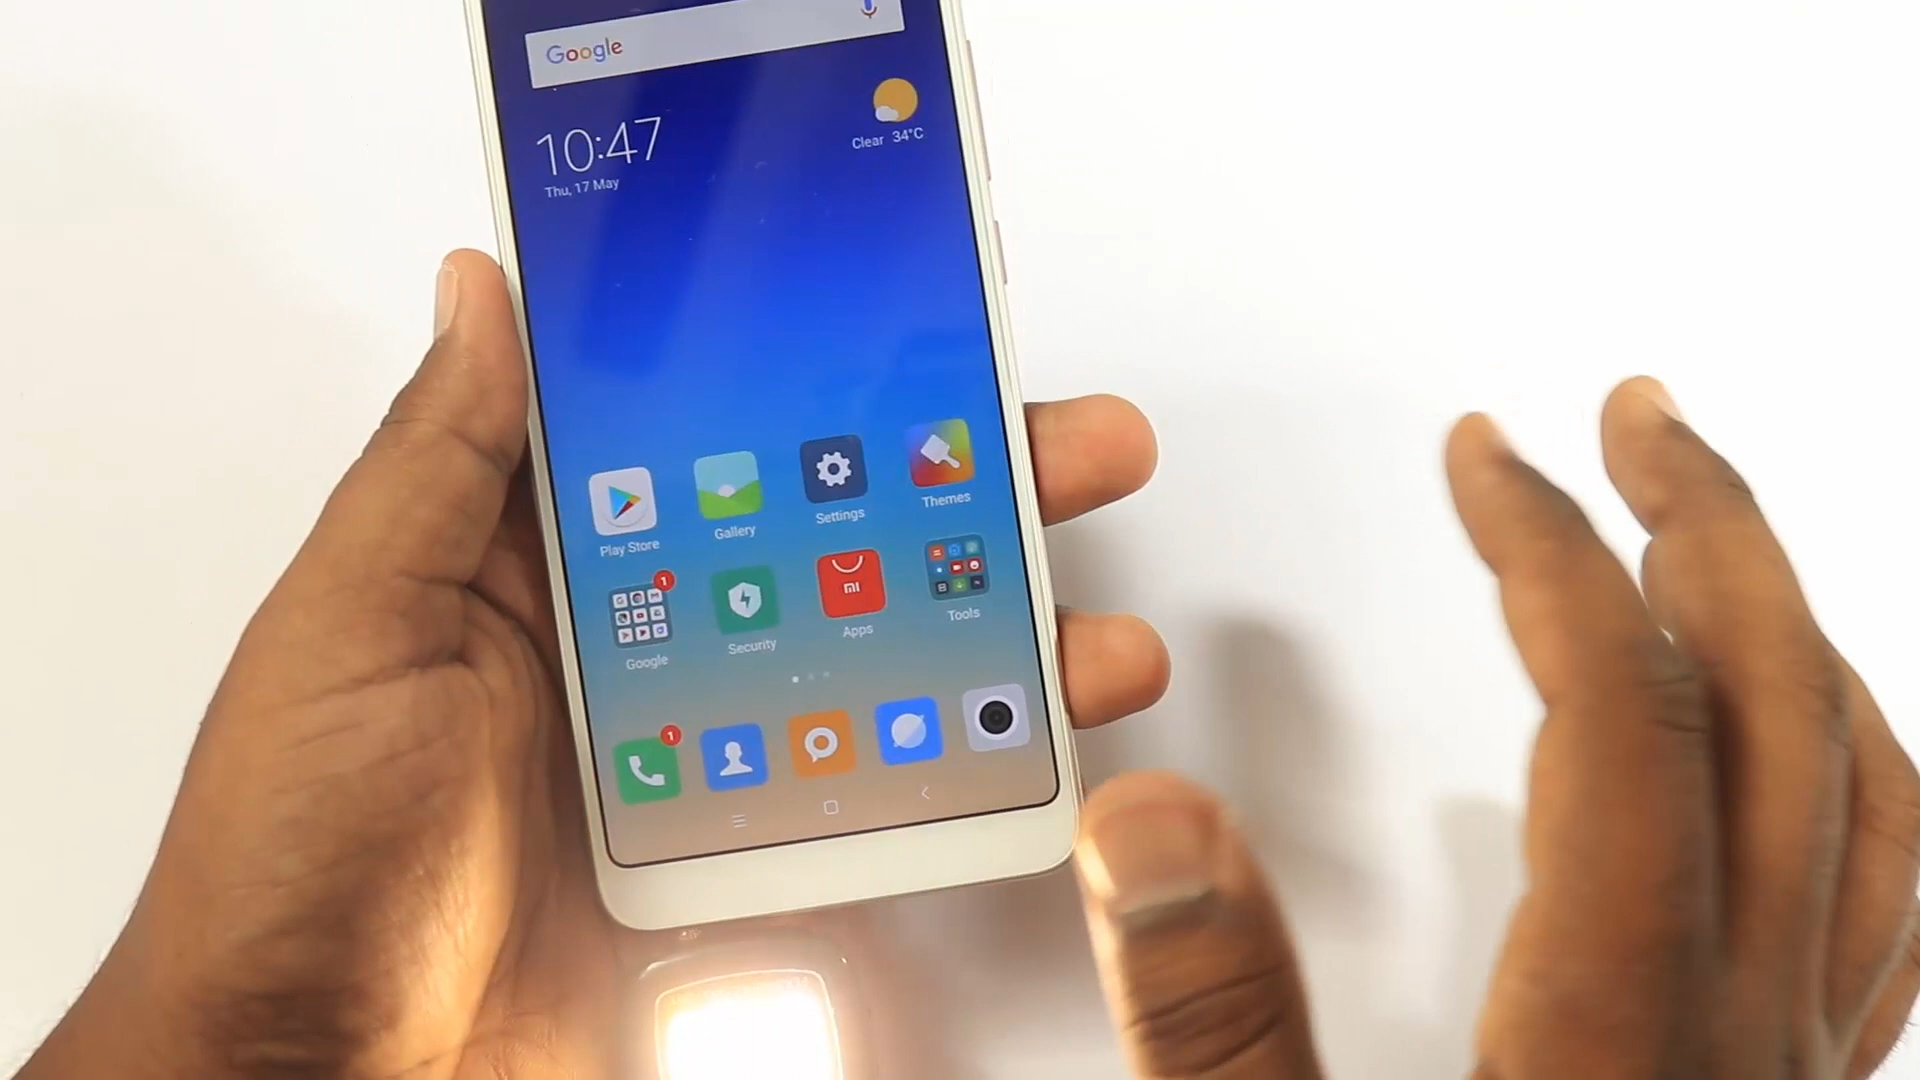 Google
10:47
Thu, 17 May
Clear 34°C
Play Store
Gallery
Settings
Themes
1
mi
Google
Security
Apps
Tools
1